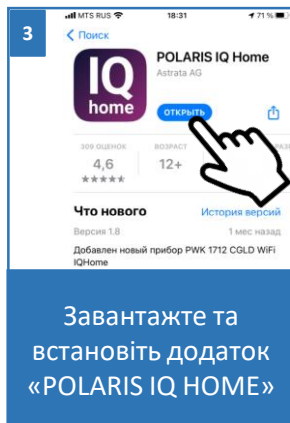 3
MTS RUS 18:31 71 %
Поиск
IQ
home
POLARIS IQ Home
Astrata AG
ОТКРЫТЬ
309 ОЦЕНОК ВОЗРАСТ
4,6 12+
Что нового История версий
Версия 1.8 1 мес назад
Добавлен новый прибор PWK 1712 CGLD WiFi
IQHome
Завантажте та
встановіть додаток
«POLARIS IQ HOME»